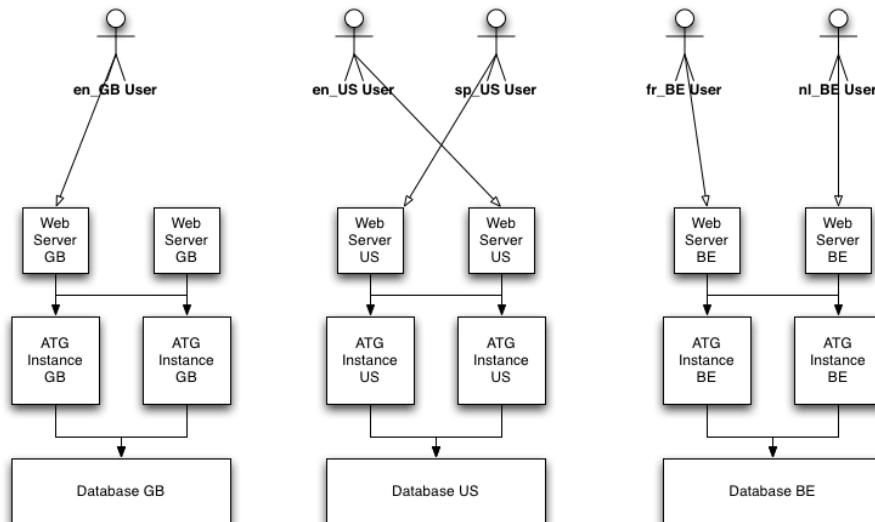 en_GB User
en_US User
sp_US User
fr_BE User
nl_BE User
Web
Server
GB
Web
Server
GB
Web
Server
US
Web
Server
US
Web
Server
BE
Web
Server
BE
ATG
Instance
GB
ATG
Instance
GB
ATG
Instance
US
ATG
Instance
US
ATG
Instance
BE
ATG
Instance
BE
Database GB
Database US
Database BE